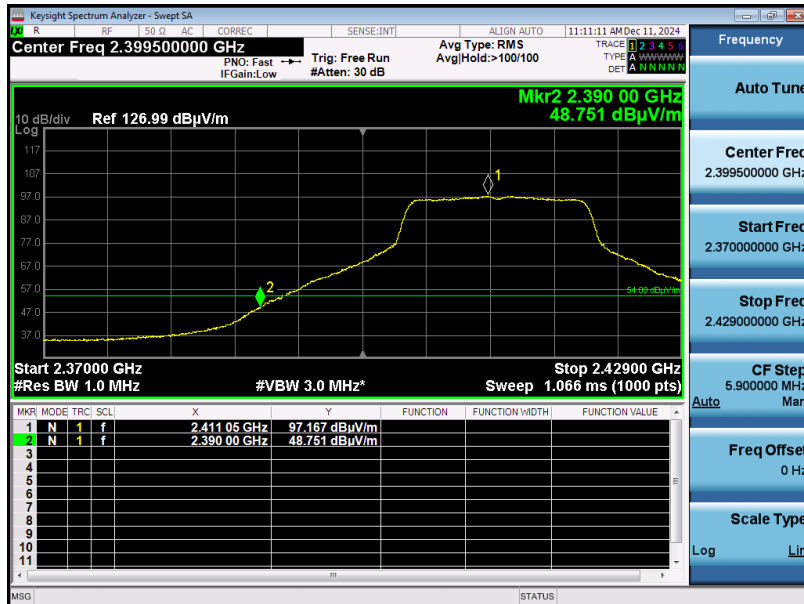 Keysight Spectrum Analyzer - Swept SA
LXI R RF 50 Ω AC CORREC SENSE:INT ALIGN AUTO 11:11:11 AM Dec 11, 2024
Center Freq 2.399500000 GHz
PNO: Fast
IFGain:Low
Trig: Free Run
#Atten: 30 dB
Avg Type: RMS
Avg|Hold:>100/100
TRACE 1 2 3 4 5 6
TYPE A W W W W W
DET A N N N N N
Mkr2 2.390 00 GHz
48.751 dBµV/m
10 dB/div Ref 126.99 dBµV/m
Log
117
107
97.0
87.0
77.0
67.0
57.0
47.0
37.0
1
2
54.00 dBµV/m
Start 2.37000 GHz Stop 2.42900 GHz
#Res BW 1.0 MHz #VBW 3.0 MHz* Sweep 1.066 ms (1000 pts)
MKR MODE TRC SCL X Y FUNCTION FUNCTION WIDTH FUNCTION VALUE
1 N 1 f 2.411 05 GHz 97.167 dBµV/m
2 N 1 f 2.390 00 GHz 48.751 dBµV/m
3
4
5
6
7
8
9
10
11
MSG STATUS
Frequency
Auto Tune
Center Freq
2.399500000 GHz
Start Freq
2.370000000 GHz
Stop Freq
2.429000000 GHz
CF Step
5.900000 MHz
Auto Man
Freq Offset
0 Hz
Scale Type
Log Lin